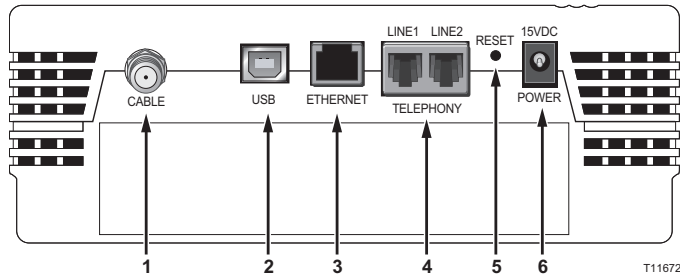 LINE1 LINE2 RESET 15VDC
CABLE USB ETHERNET TELEPHONY POWER
1 2 3 4 5 6
T11672